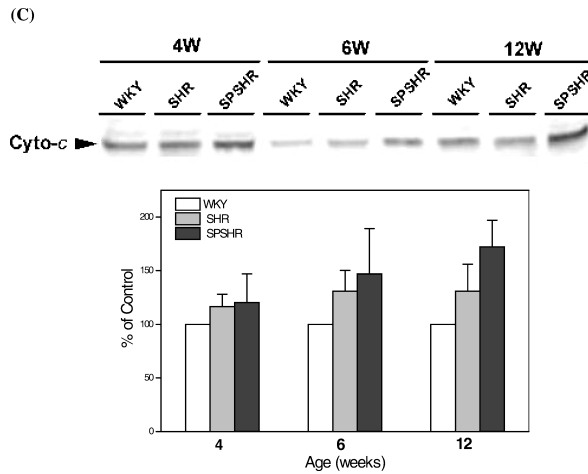 (C)
4W 6W 12W
WKY SHR SPSHR WKY SHR SPSHR WKY SHR SPSHR
Cyto-c
WKY
SHR
SPSHR
200
150
100
50
0
% of Control
4 6 12
Age (weeks)